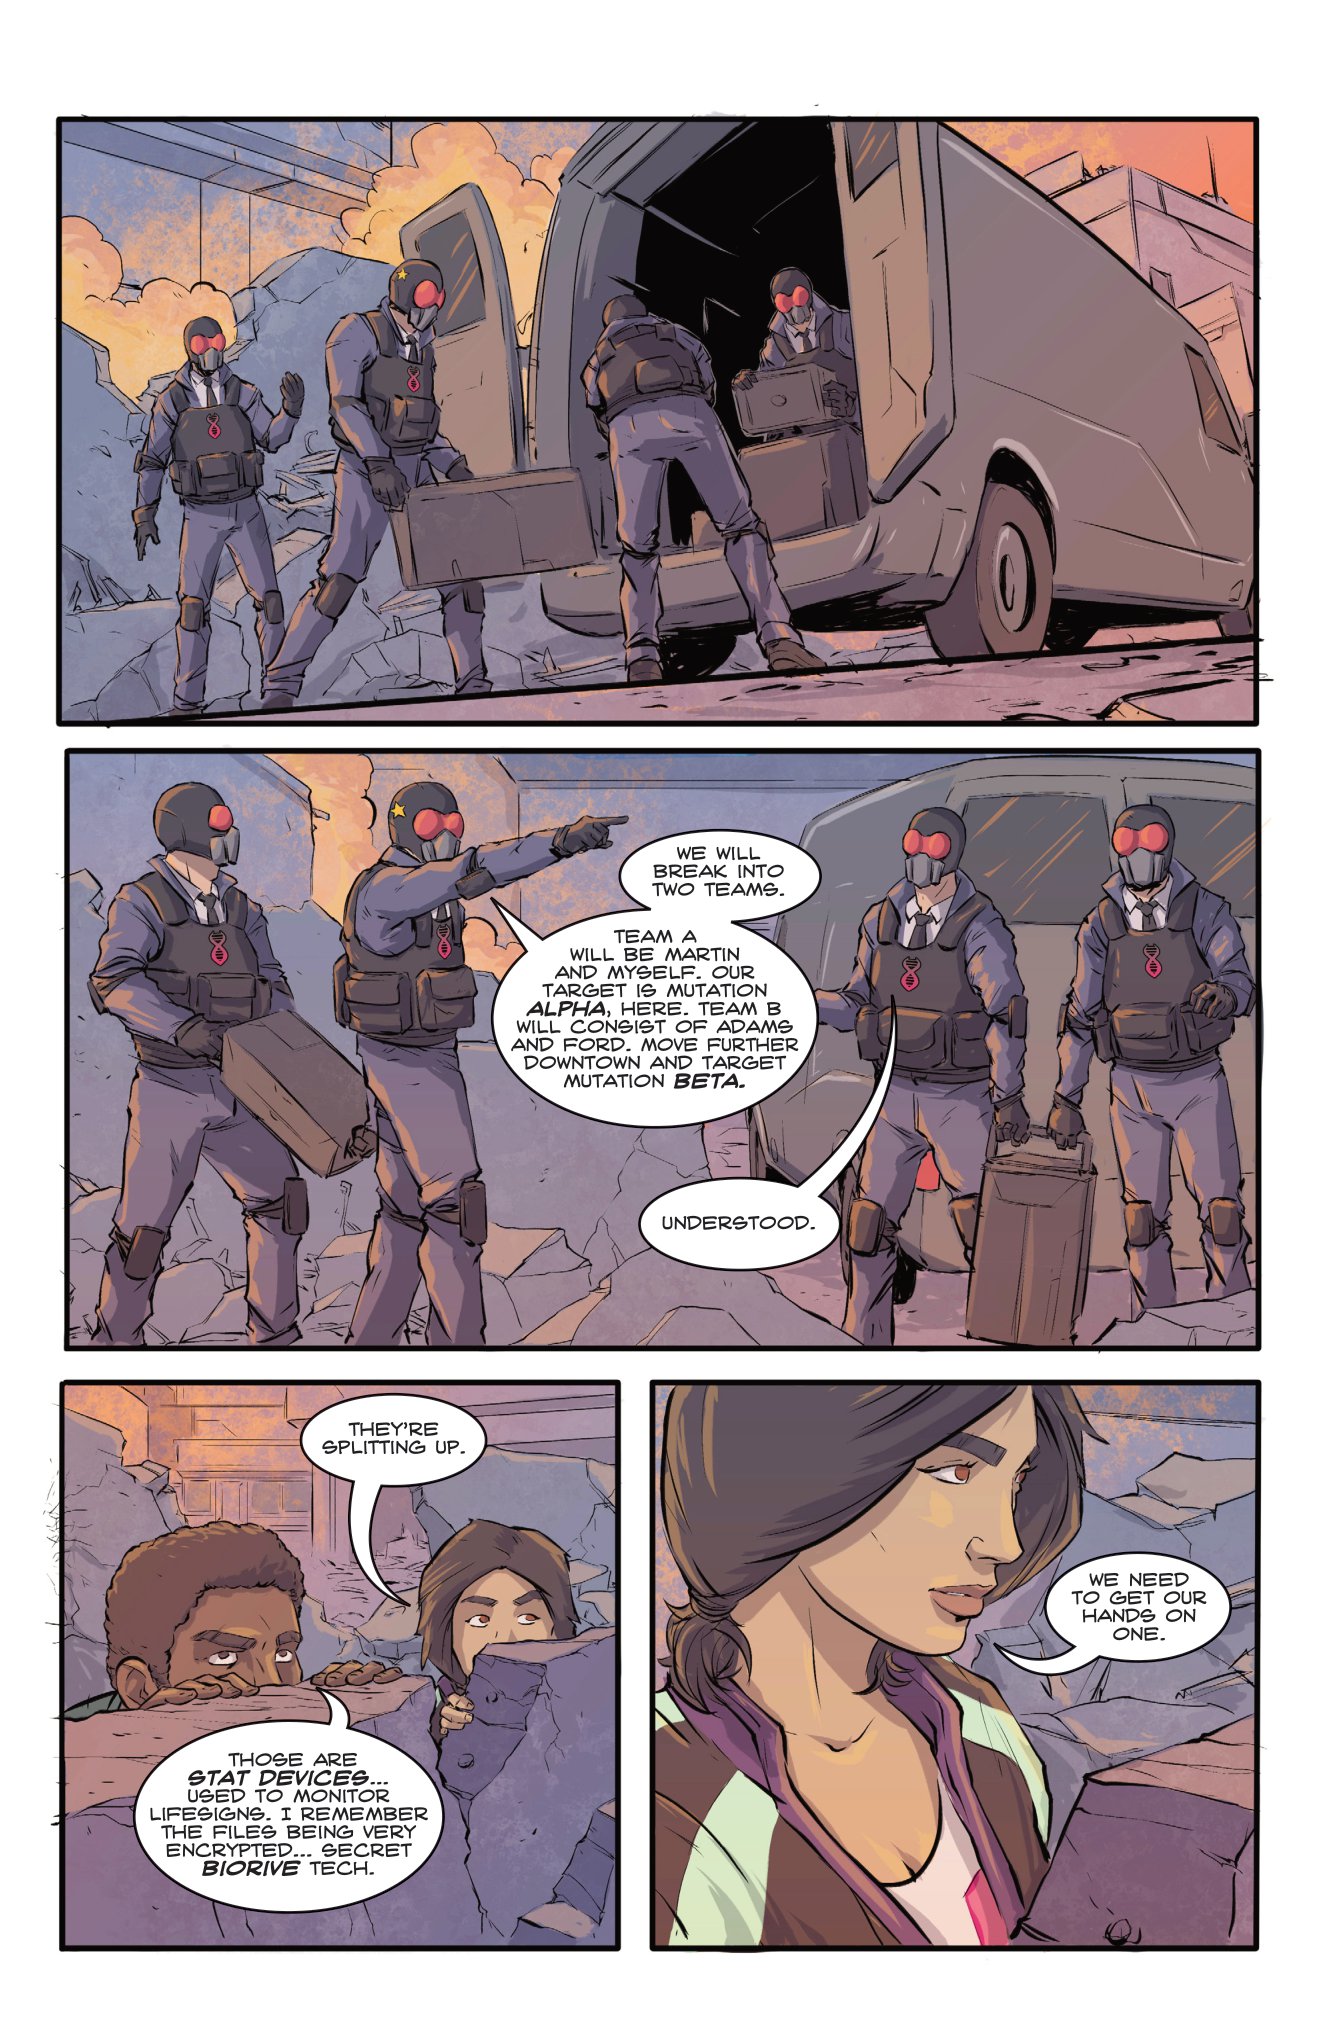 WE WILL
BREAK INTO
TWO TEAMS.
TEAM A
WILL BE MARTIN
AND MYSELF. OUR
TARGET IS MUTATION
ALPHA, HERE. TEAM B
WILL CONSIST OF ADAMS
AND FORD. MOVE FURTHER
DOWNTOWN AND TARGET
MUTATION BETA.
UNDERSTOOD.
THEY'RE
SPLITTING UP.
THOSE ARE
STAT DEVICES...
USED TO MONITOR
LIFESIGNS. I REMEMBER
THE FILES BEING VERY
ENCRYPTED... SECRET
BIORIVE TECH.
WE NEED
TO GET OUR
HANDS ON
ONE.